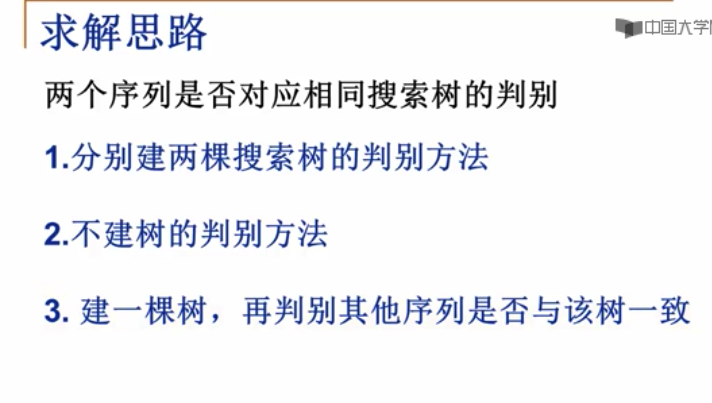 求解思路
中国大学
两个序列是否对应相同搜索树的判别
1.分别建两棵搜索树的判别方法
2.不建树的判别方法
3. 建一棵树，再判别其他序列是否与该树一致